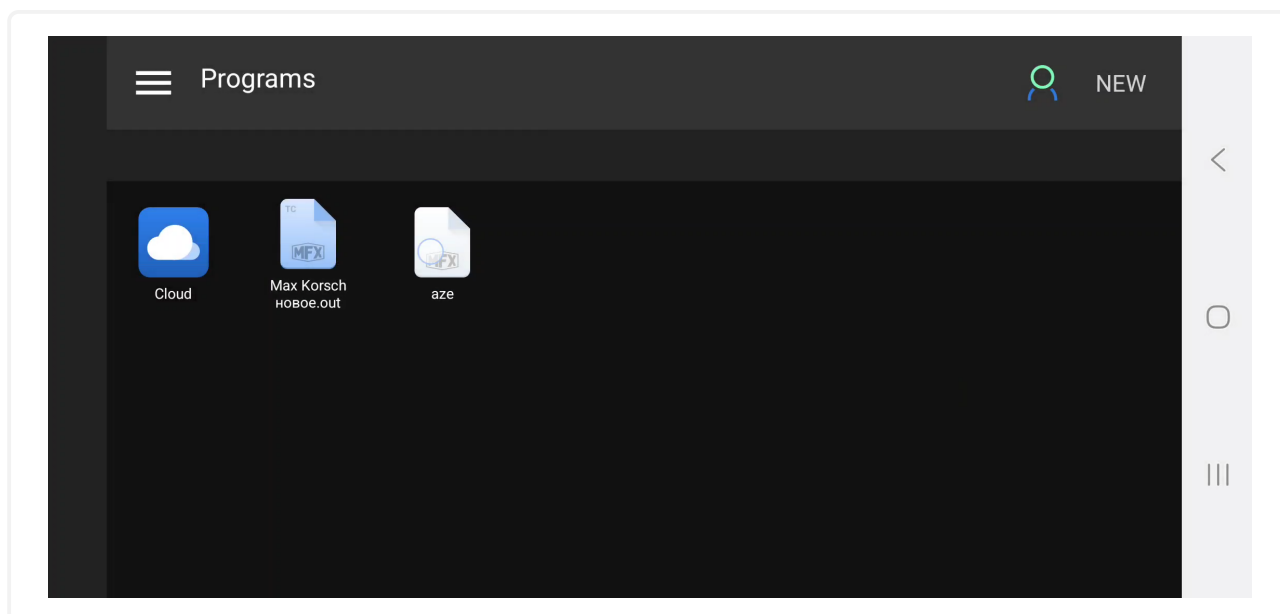 Programs
NEW
TC
MFX
MFX
Cloud
Max Korsch
новое.out
aze